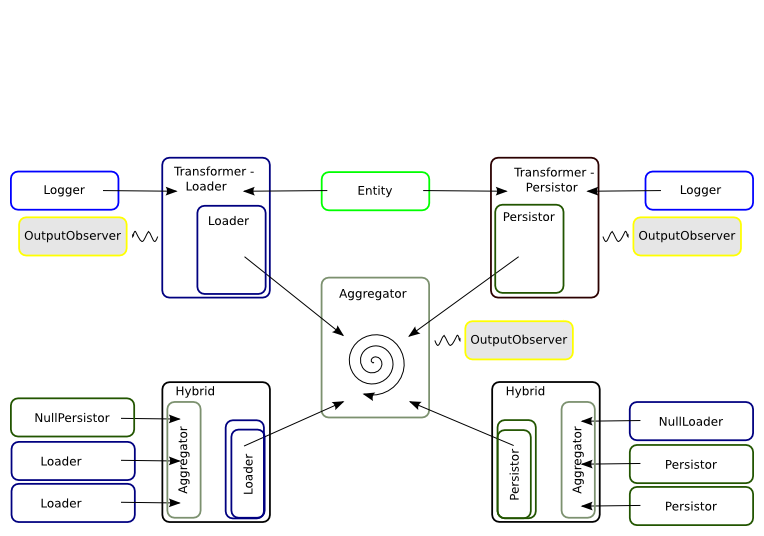 Transformer -
Loader
Logger
Entity
Transformer -
Persistor
Logger
OutputObserver
Loader
Persistor
OutputObserver
Aggregator
OutputObserver
Hybrid
Hybrid
NullPersistor
Loader
Loader
Aggregator
Loader
Persistor
Aggregator
NullLoader
Persistor
Persistor